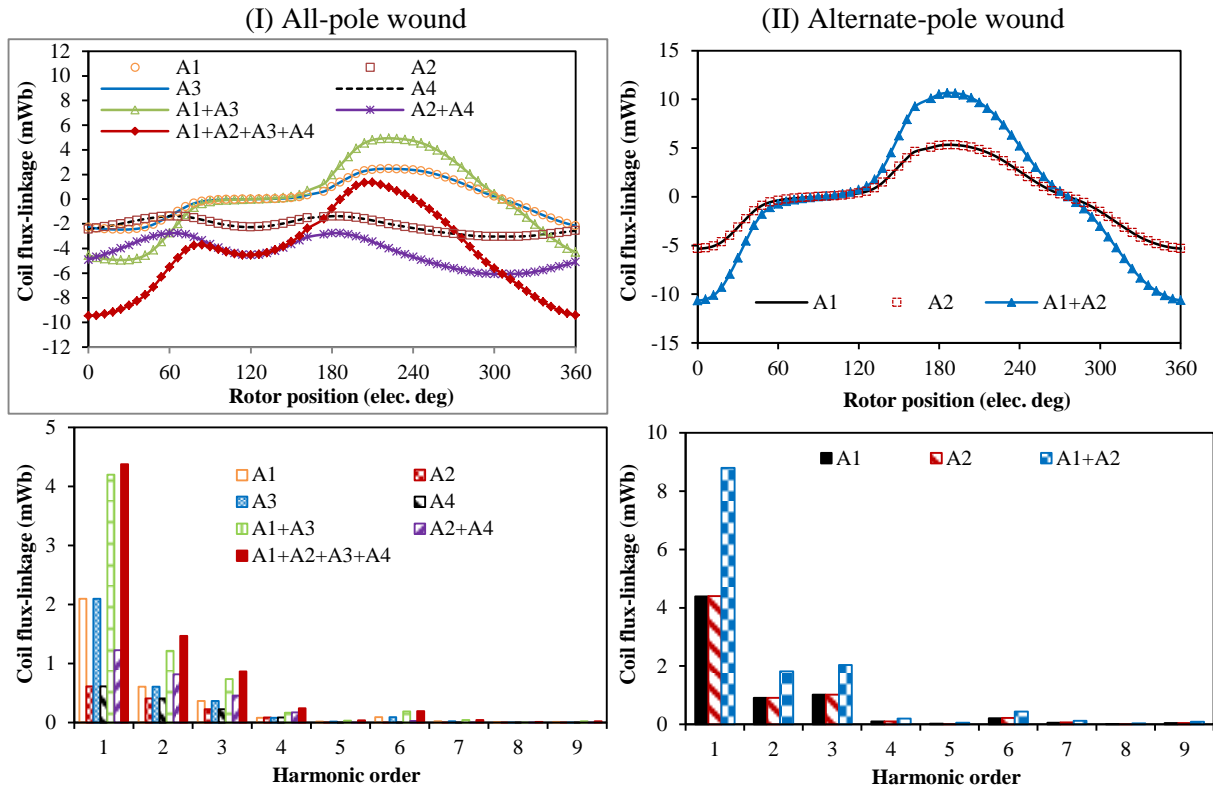 (I) All-pole wound
(II) Alternate-pole wound
12
10
8
6
4
2
0
-2
-4
-6
-8
-10
-12
Coil flux-linkage (mWb)
A1
A2
A3
A4
A1+A3
A2+A4
A1+A2+A3+A4
0 60 120 180 240 300 360
Rotor position (elec. deg)
15
10
5
0
-5
-10
-15
Coil flux-linkage (mWb)
A1 A2 A1+A2
0 60 120 180 240 300 360
Rotor position (elec. deg)
5
4
3
2
1
0
Coil flux-linkage (mWb)
A1
A2
A3
A4
A1+A3
A2+A4
A1+A2+A3+A4
1 2 3 4 5 6 7 8 9
Harmonic order
10
8
6
4
2
0
Coil flux-linkage (mWb)
A1 A2 A1+A2
1 2 3 4 5 6 7 8 9
Harmonic order